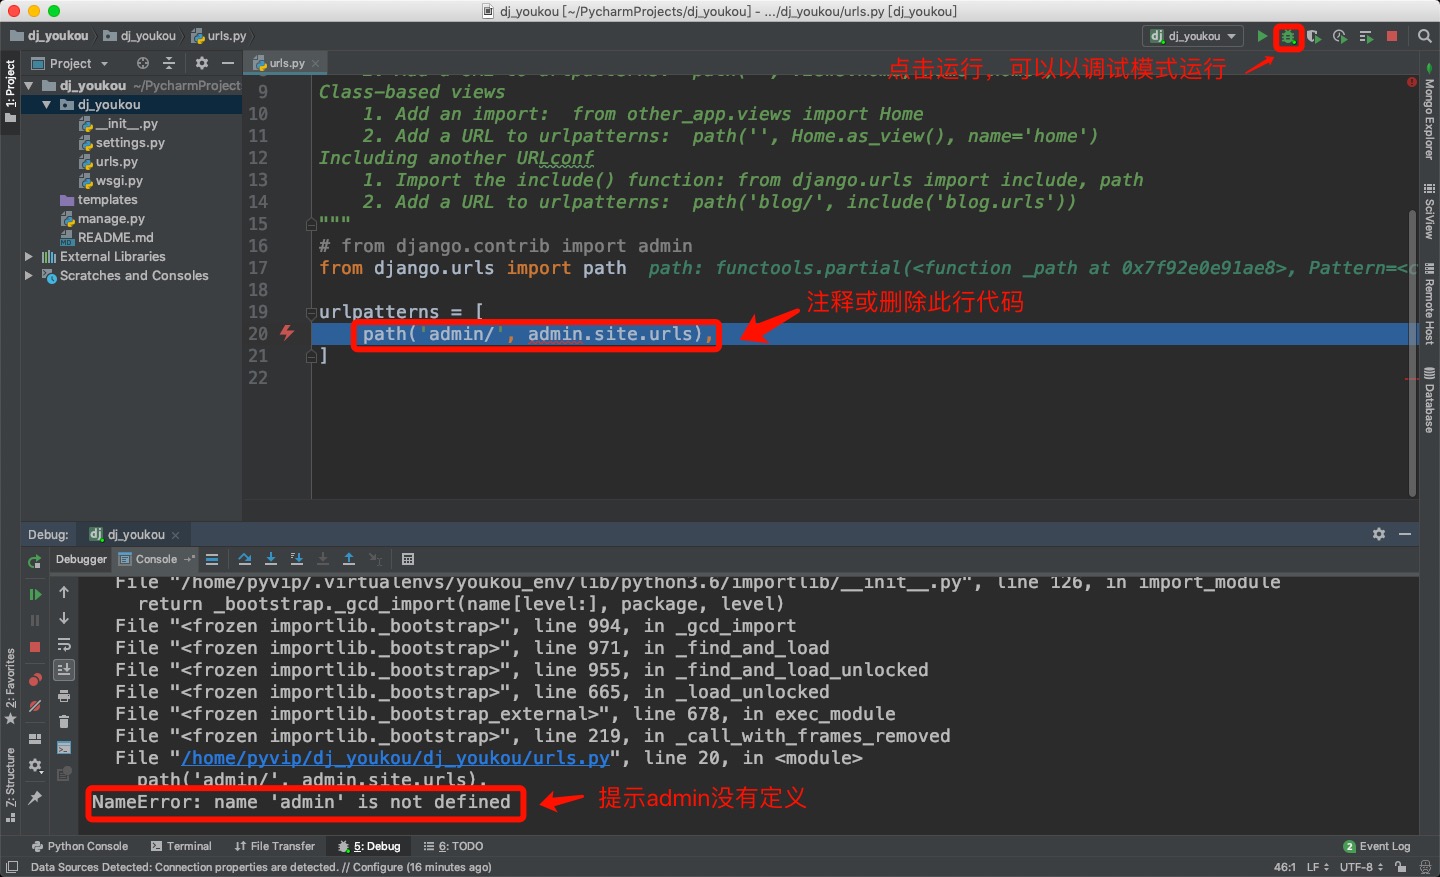 dj_youkou [~/PycharmProjects/dj_youkou] - .../dj_youkou/urls.py [dj_youkou]
dj_youkou dj_youkou urls.py
dj_youkou
点击运行，可以以调试模式运行
1: Project
Project
urls.py
dj_youkou ~/PycharmProject
dj_youkou
__init__.py
settings.py
urls.py
wsgi.py
templates
manage.py
README.md
External Libraries
Scratches and Consoles
9 Class-based views
10 1. Add an import: from other_app.views import Home
11 2. Add a URL to urlpatterns: path('', Home.as_view(), name='home')
12 Including another URLconf
13 1. Import the include() function: from django.urls import include, path
14 2. Add a URL to urlpatterns: path('blog/', include('blog.urls'))
15 """
16 # from django.contrib import admin
17 from django.urls import path path: functools.partial(<function _path at 0x7f92e0e91ae8>, Pattern=<c
18
19 urlpatterns = [
注释或删除此行代码
20 path('admin/', admin.site.urls),
21 ]
22
Mongo Explorer
SciView
Remote Host
Database
Debug: dj_youkou
Debugger Console
File "/home/pyvip/.virtualenvs/youkou_env/lib/python3.6/importlib/__init__.py", line 126, in import_module
return _bootstrap._gcd_import(name[level:], package, level)
File "<frozen importlib._bootstrap>", line 994, in _gcd_import
File "<frozen importlib._bootstrap>", line 971, in _find_and_load
File "<frozen importlib._bootstrap>", line 955, in _find_and_load_unlocked
File "<frozen importlib._bootstrap>", line 665, in _load_unlocked
File "<frozen importlib._bootstrap_external>", line 678, in exec_module
File "<frozen importlib._bootstrap>", line 219, in _call_with_frames_removed
File "/home/pyvip/dj_youkou/dj_youkou/urls.py", line 20, in <module>
path('admin/', admin.site.urls),
NameError: name 'admin' is not defined
提示admin没有定义
2: Favorites
Z: Structure
Python Console Terminal File Transfer 5: Debug 6: TODO 2 Event Log
Data Sources Detected: Connection properties are detected. // Configure (16 minutes ago) 46:1 LF UTF-8